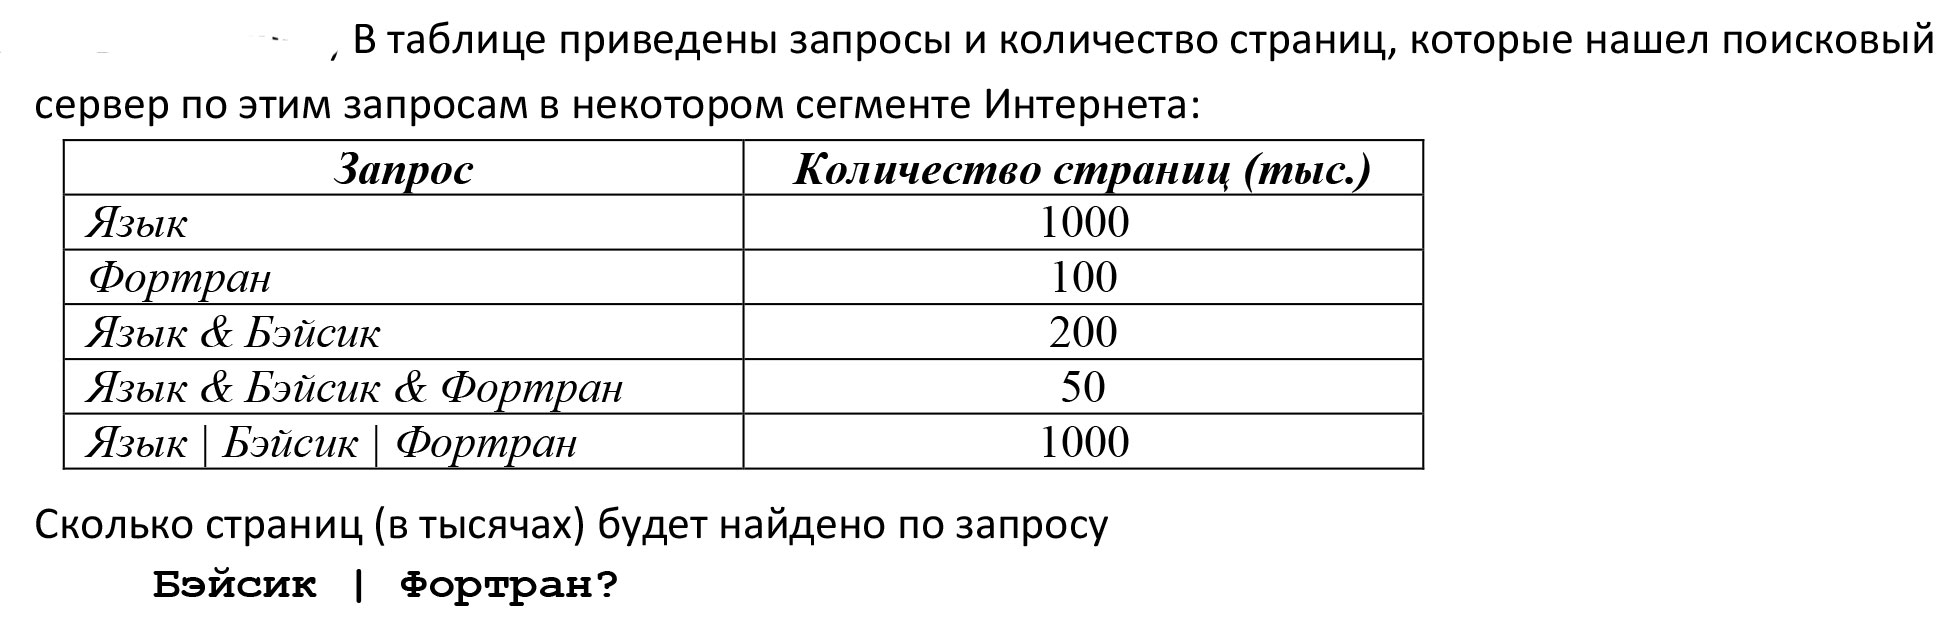 , В таблице приведены запросы и количество страниц, которые нашел поисковый
сервер по этим запросам в некотором сегменте Интернета:
Запрос Количество страниц (тыс.)
Язык 1000
Фортран 100
Язык & Бэйсик 200
Язык & Бэйсик & Фортран 50
Язык | Бэйсик | Фортран 1000
Сколько страниц (в тысячах) будет найдено по запросу
Бэйсик | Фортран?